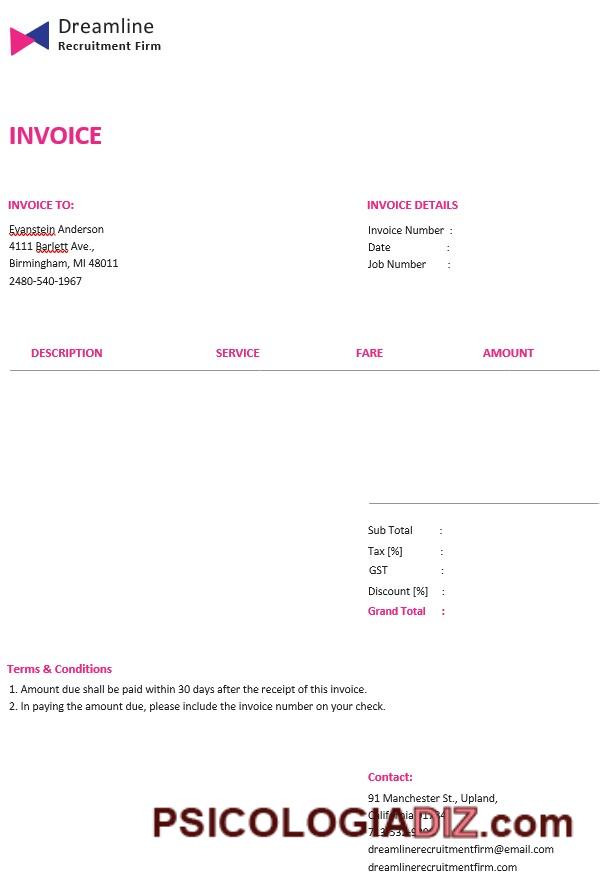 Dreamline
Recruitment Firm
INVOICE
INVOICE TO:
Evanstein Anderson
4111 Barlett Ave.,
Birmingham, MI 48011
2480-540-1967
INVOICE DETAILS
Invoice Number :
Date :
Job Number :
DESCRIPTION SERVICE FARE AMOUNT
Sub Total :
Tax [%] :
GST :
Discount [%] :
Grand Total :
Terms & Conditions
1. Amount due shall be paid within 30 days after the receipt of this invoice.
2. In paying the amount due, please include the invoice number on your check.
Contact:
91 Manchester St., Upland,
California
PSICOLOGIADIZ.com
dreamlinerecruitmentfirm@email.com
dreamlinerecruitmentfirm.com